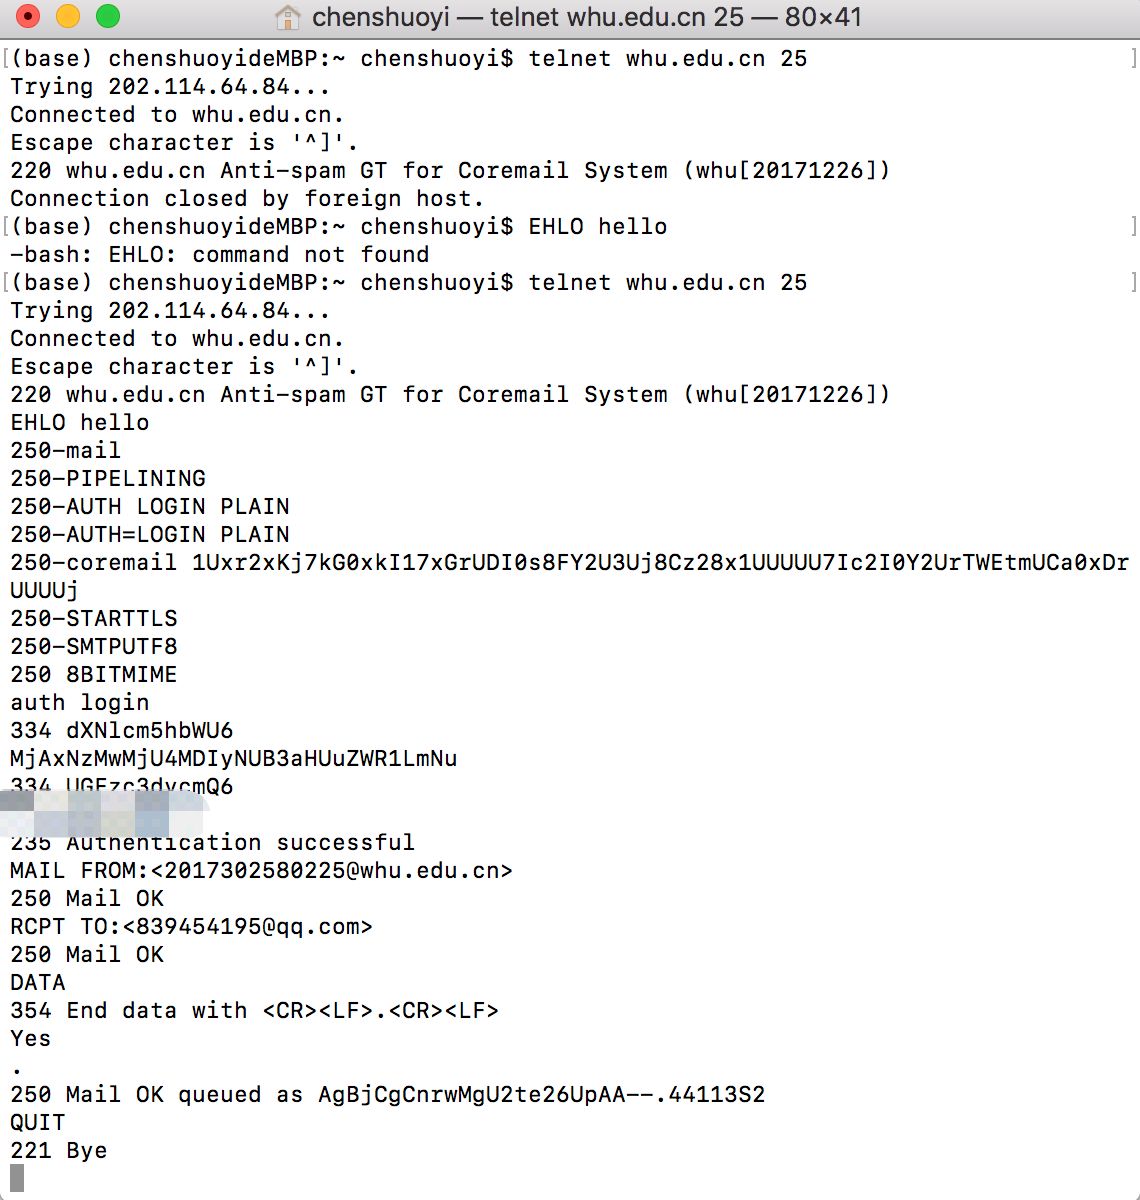 chenshuoyi — telnet whu.edu.cn 25 — 80×41
[(base) chenshuoyideMBP:~ chenshuoyi$ telnet whu.edu.cn 25 ]
Trying 202.114.64.84...
Connected to whu.edu.cn.
Escape character is '^]'.
220 whu.edu.cn Anti-spam GT for Coremail System (whu[20171226])
Connection closed by foreign host.
[(base) chenshuoyideMBP:~ chenshuoyi$ EHLO hello ]
-bash: EHLO: command not found
[(base) chenshuoyideMBP:~ chenshuoyi$ telnet whu.edu.cn 25 ]
Trying 202.114.64.84...
Connected to whu.edu.cn.
Escape character is '^]'.
220 whu.edu.cn Anti-spam GT for Coremail System (whu[20171226])
EHLO hello
250-mail
250-PIPELINING
250-AUTH LOGIN PLAIN
250-AUTH=LOGIN PLAIN
250-coremail 1Uxr2xKj7kG0xkI17xGrUDI0s8FY2U3Uj8Cz28x1UUUUU7Ic2I0Y2UrTWEtmUCa0xDr
UUUUj
250-STARTTLS
250-SMTPUTF8
250 8BITMIME
auth login
334 dXNlcm5hbWU6
MjAxNzMwMjU4MDIyNUB3aHUuZWR1LmNu
334 UGFzc3dvcmQ6
235 Authentication successful
MAIL FROM:<2017302580225@whu.edu.cn>
250 Mail OK
RCPT TO:<839454195@qq.com>
250 Mail OK
DATA
354 End data with <CR><LF>.<CR><LF>
Yes
.
250 Mail OK queued as AgBjCgCnrwMgU2te26UpAA--.44113S2
QUIT
221 Bye